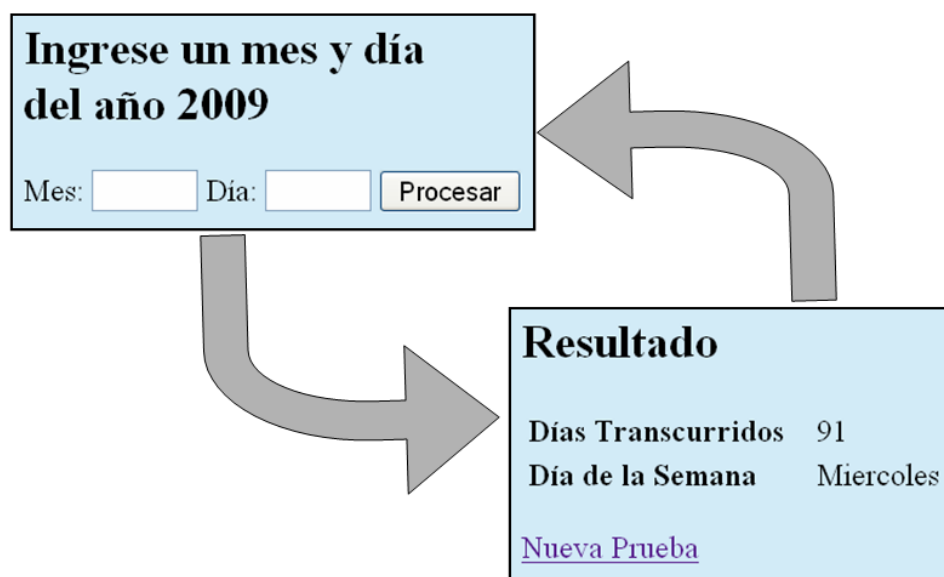 Ingrese un mes y día
del año 2009
Mes: Día: Procesar
Resultado
Días Transcurridos 91
Día de la Semana Miercoles
Nueva Prueba